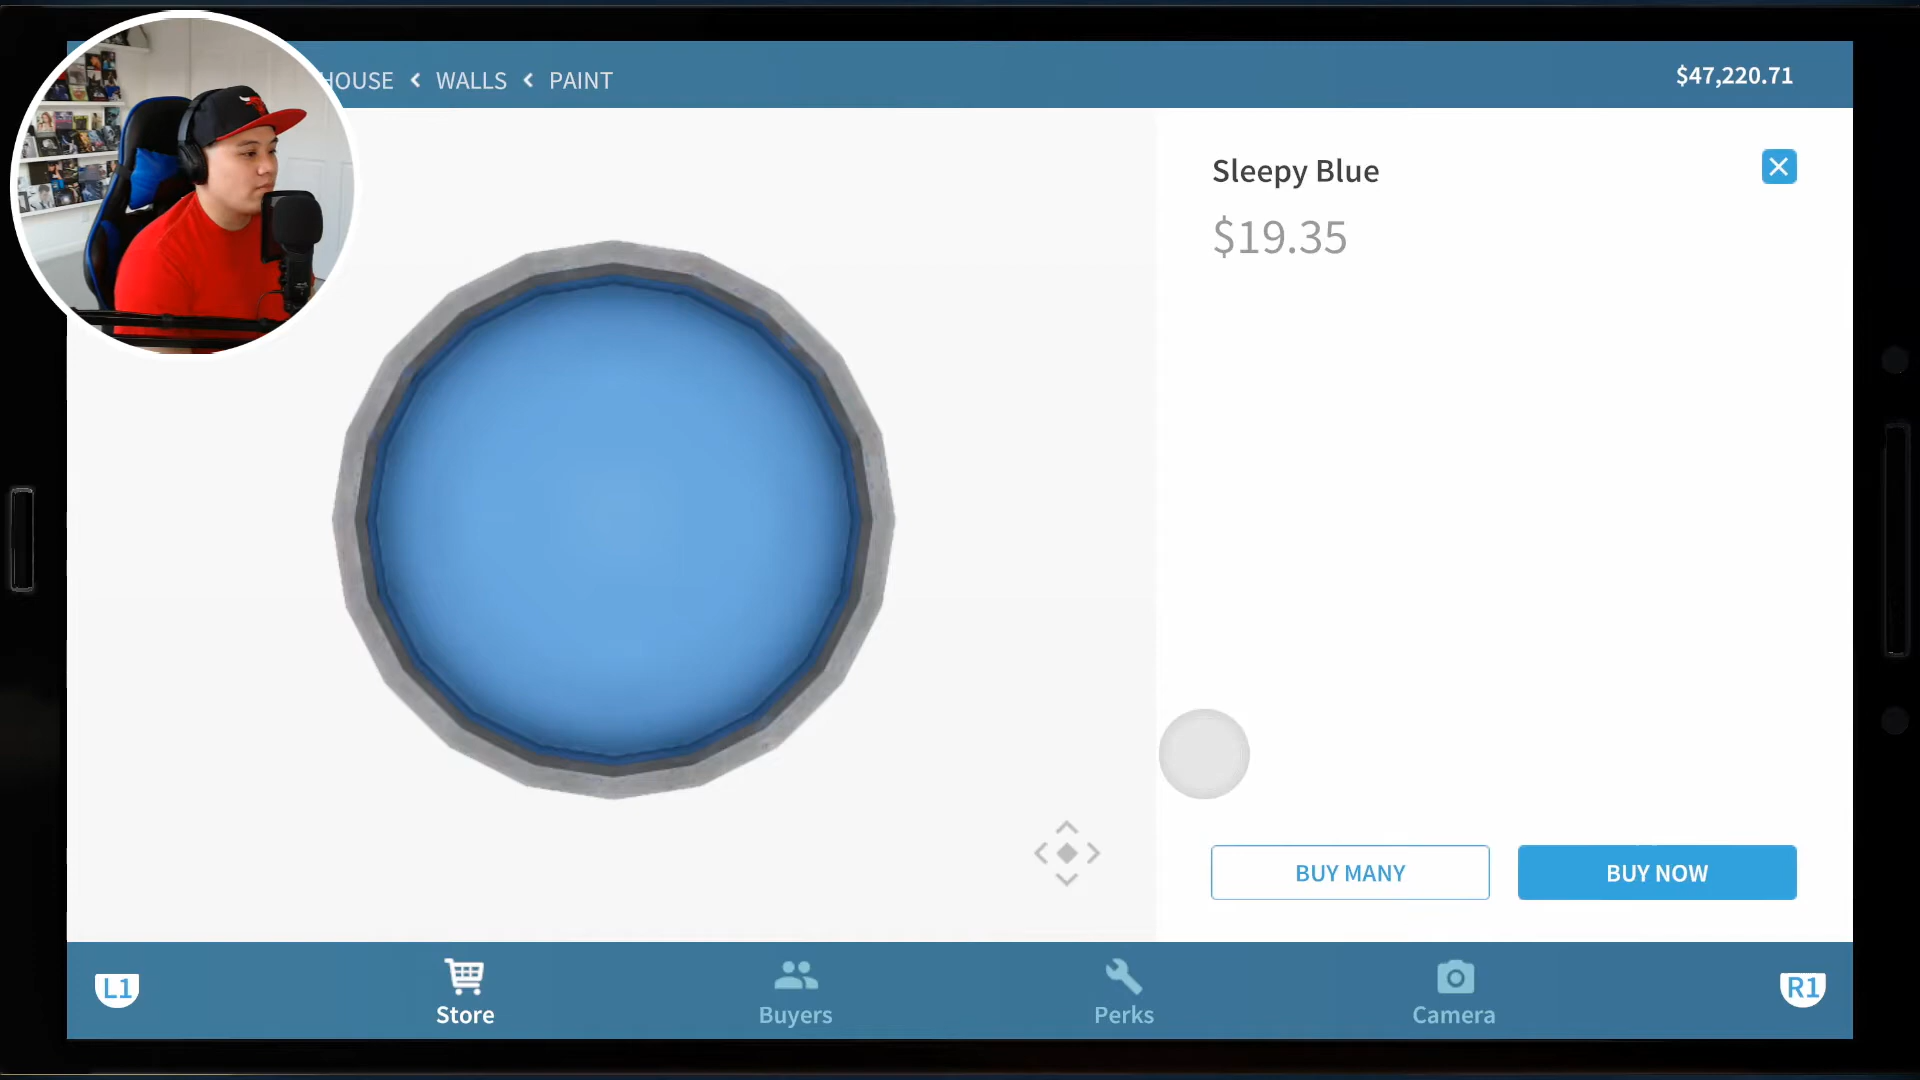 HOUSE < WALLS < PAINT
$47,220.71
Sleepy Blue
$19.35
BUY MANY
BUY NOW
L1
Store
Buyers
Perks
Camera
R1